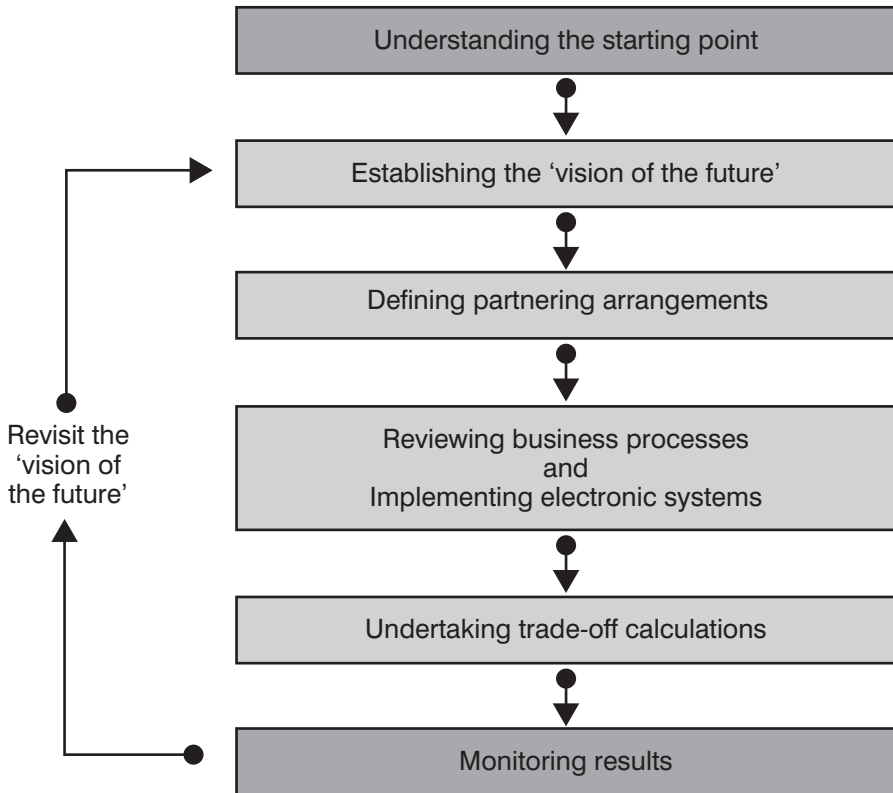 Understanding the starting point
Establishing the ‘vision of the future’
Defining partnering arrangements
Reviewing business processes
and
Implementing electronic systems
Undertaking trade-off calculations
Monitoring results
Revisit the
‘vision of
the future’